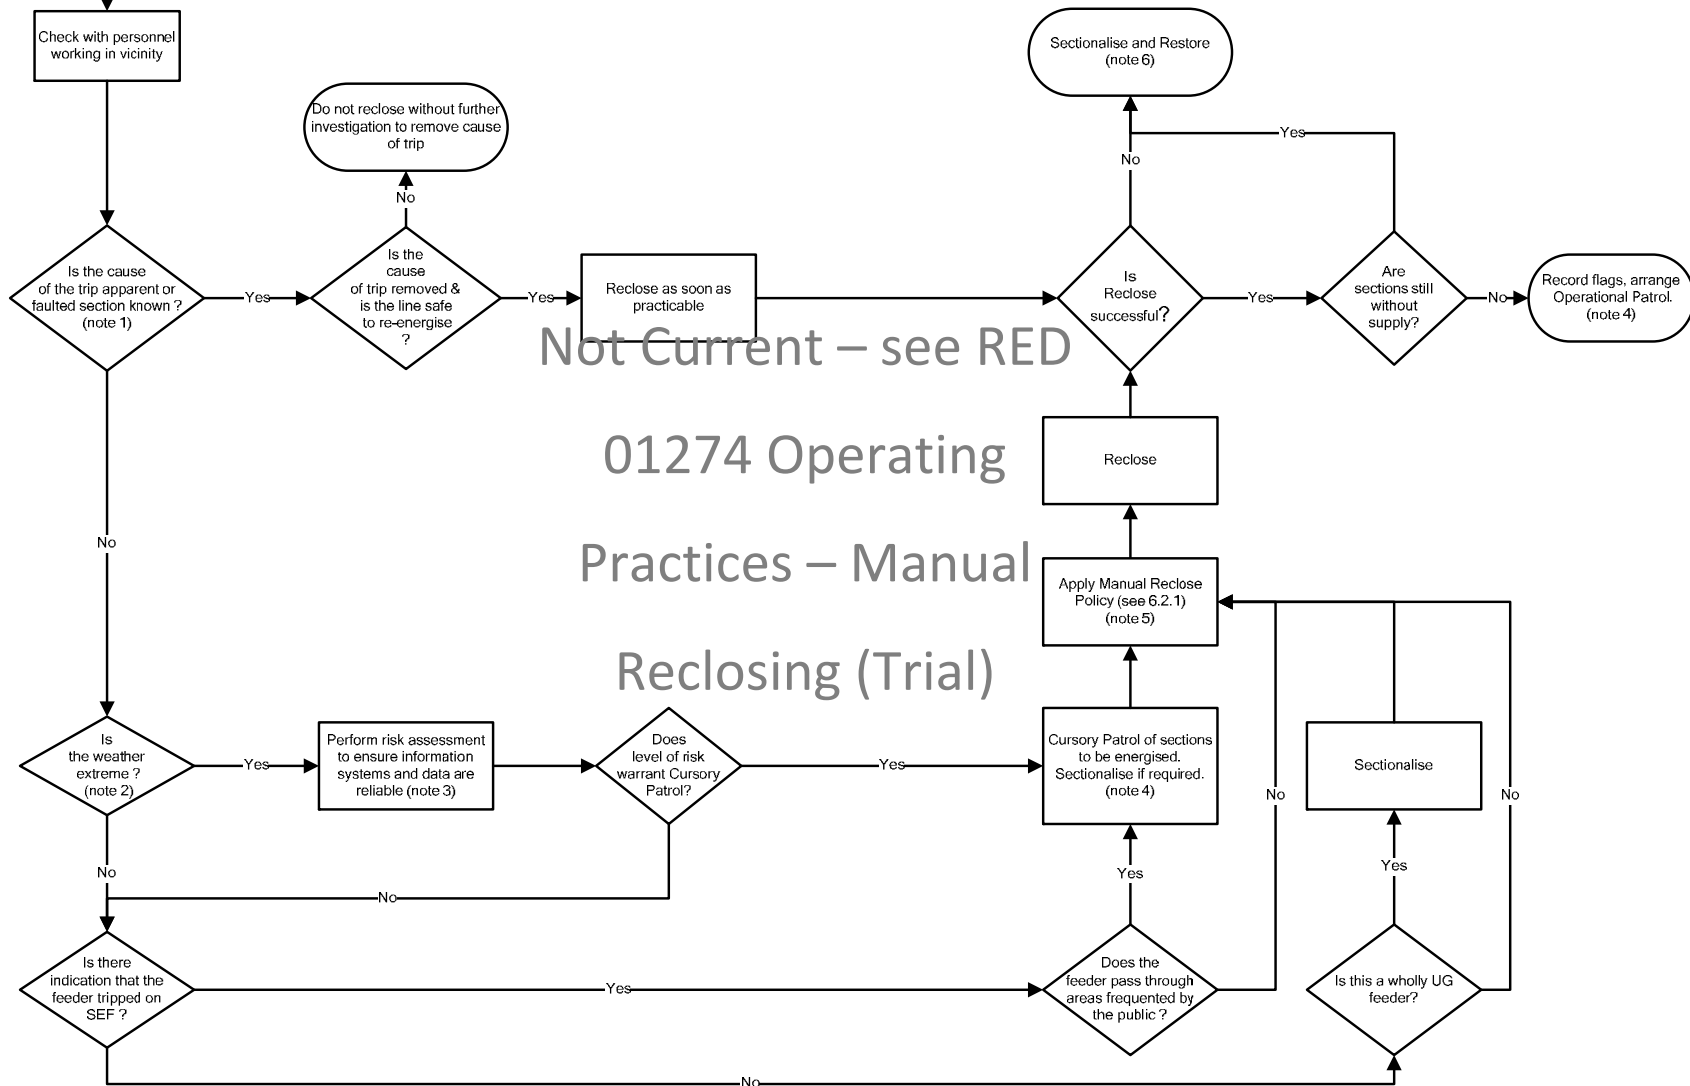 Check with personnel
working in vicinity
Do not reclose without further
investigation to remove cause
of trip
Sectionalise and Restore
(note 6)
Yes
No
No
Is the cause
of the trip apparent or
faulted section known ?
(note 1)
Yes
Is the
cause
of trip removed &
is the line safe
to re-energise
?
Yes
Reclose as soon as
practicable
Is
Reclose
successful?
Yes
Are
sections still
without
supply?
No
Record flags, arrange
Operational Patrol.
(note 4)
Not Current – see RED
01274 Operating
Practices – Manual
Reclosing (Trial)
Reclose
No
Apply Manual Reclose
Policy (see 6.2.1)
(note 5)
Is
the weather
extreme ?
(note 2)
Yes
Perform risk assessment
to ensure information
systems and data are
reliable (note 3)
Does
level of risk
warrant Cursory
Patrol?
Yes
Cursory Patrol of sections
to be energised.
Sectionalise if required.
(note 4)
No
Sectionalise
No
No
No
Yes
Yes
Is there
indication that the
feeder tripped on
SEF ?
Yes
Does the
feeder pass through
areas frequented by
the public ?
Is this a wholly UG
feeder?
No